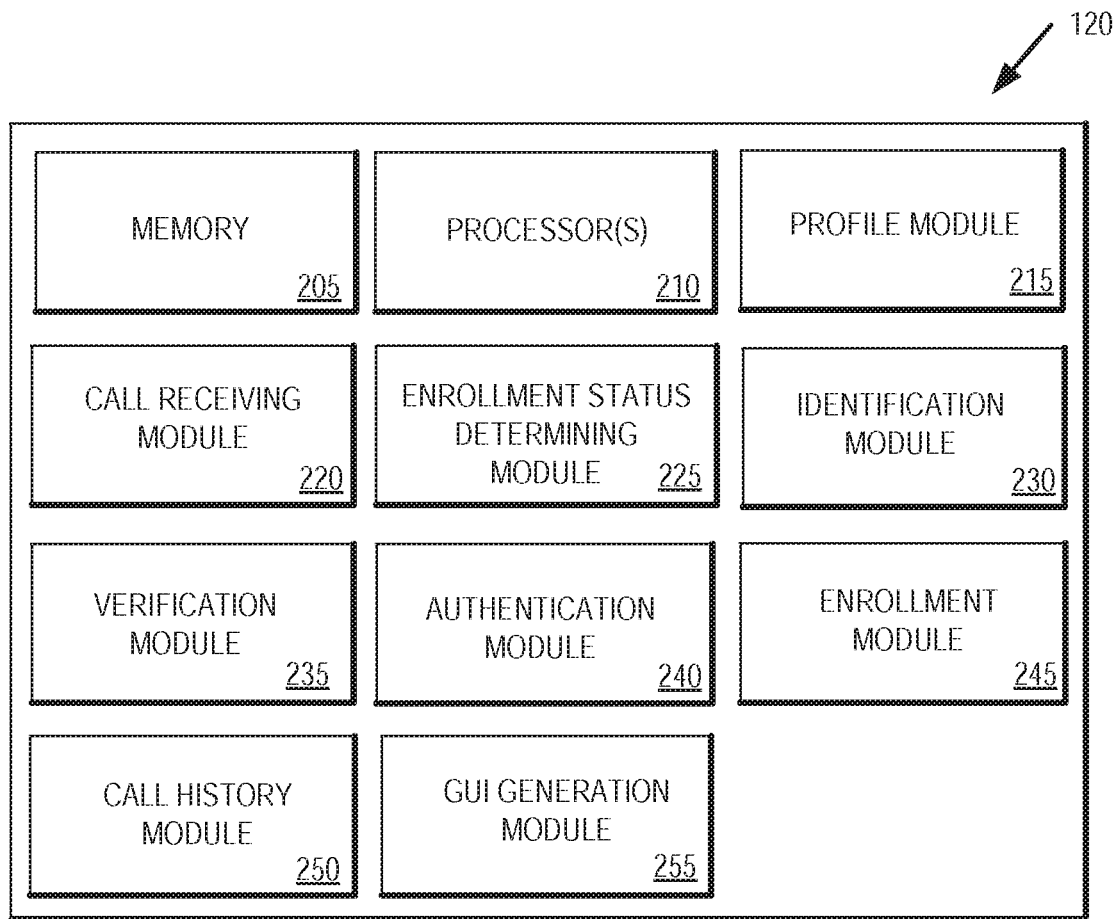 120
MEMORY
205
PROCESSOR(S)
210
PROFILE MODULE
215
CALL RECEIVING
MODULE
220
ENROLLMENT STATUS
DETERMINING
MODULE
225
IDENTIFICATION
MODULE
230
VERIFICATION
MODULE
235
AUTHENTICATION
MODULE
240
ENROLLMENT
MODULE
245
CALL HISTORY
MODULE
250
GUI GENERATION
MODULE
255